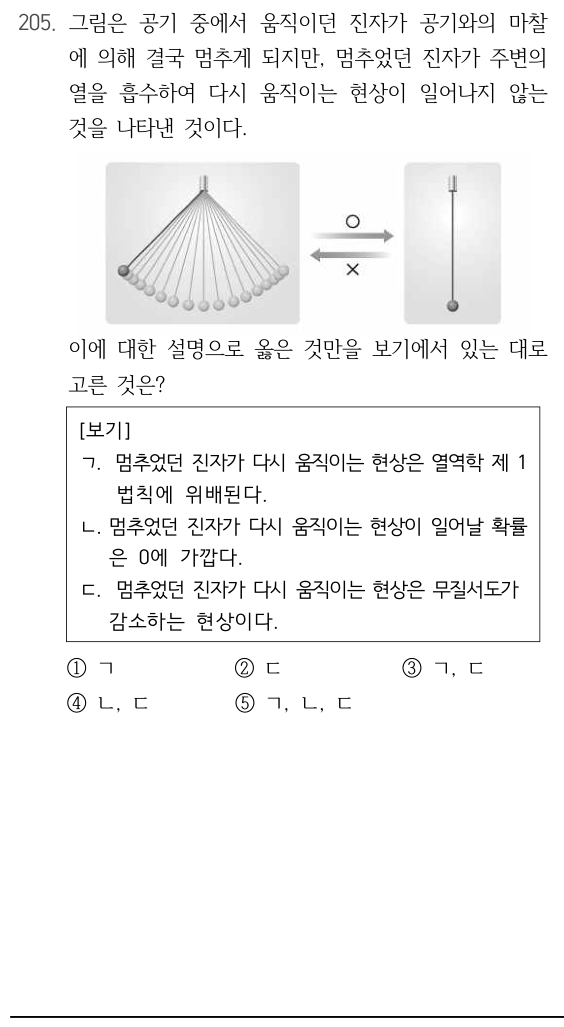 205. 그림은 공기 중에서 움직이던 진자가 공기와의 마찰
에 의해 결국 멈추게 되지만, 멈추었던 진자가 주변의
열을 흡수하여 다시 움직이는 현상이 일어나지 않는
것을 나타낸 것이다.
○
×
이에 대한 설명으로 옳은 것만을 보기에서 있는 대로
고른 것은?
[보기]
ㄱ. 멈추었던 진자가 다시 움직이는 현상은 열역학 제 1
법칙에 위배된다.
ㄴ. 멈추었던 진자가 다시 움직이는 현상이 일어날 확률
은 0에 가깝다.
ㄷ. 멈추었던 진자가 다시 움직이는 현상은 무질서도가
감소하는 현상이다.
① ㄱ ② ㄷ ③ ㄱ, ㄷ
④ ㄴ, ㄷ ⑤ ㄱ, ㄴ, ㄷ